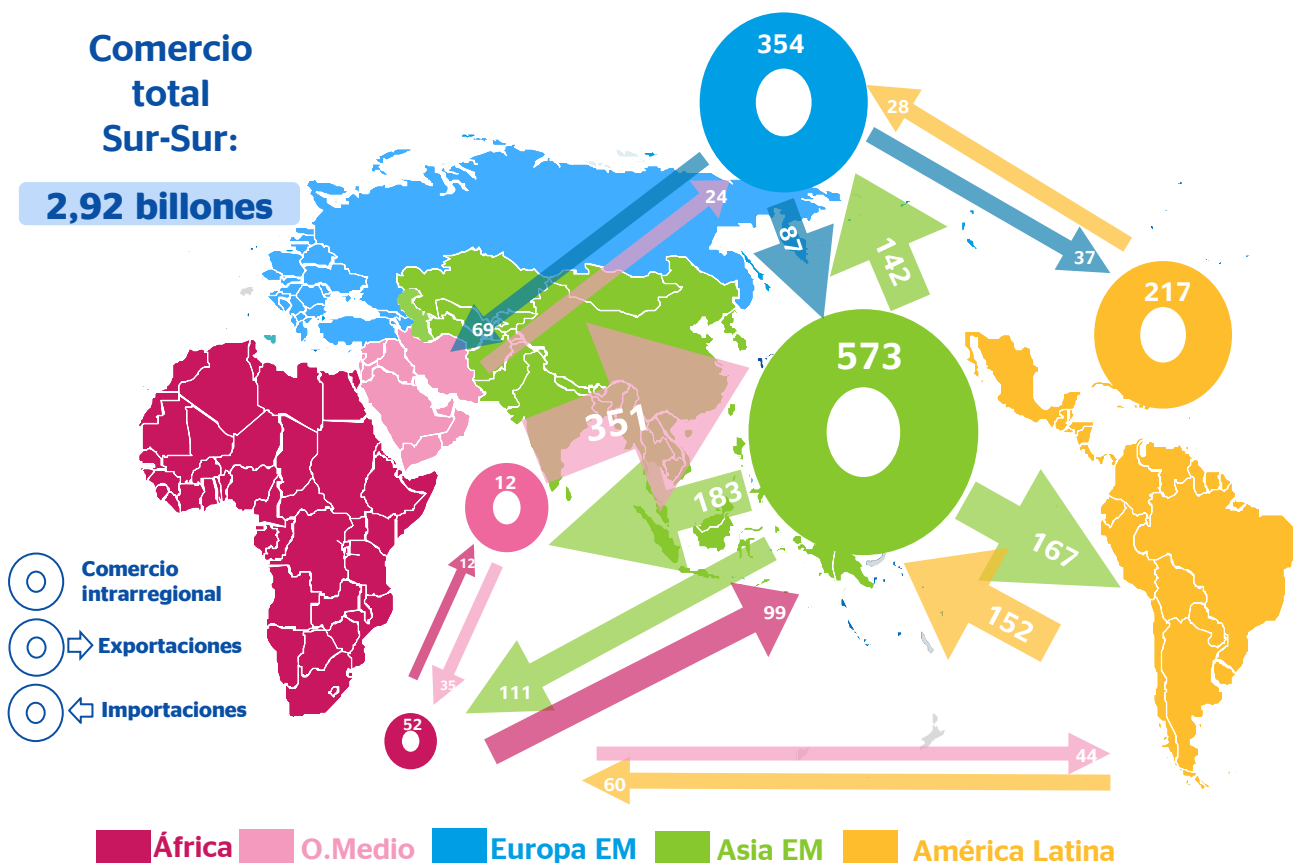 Comercio
total
Sur-Sur:
2,92 billones
354
28
24
87
142
37
217
69
573
351
12
183
167
12
99
152
35
111
52
44
60
Comercio
intrarregional
Exportaciones
Importaciones
África
O.Medio
Europa EM
Asia EM
América Latina